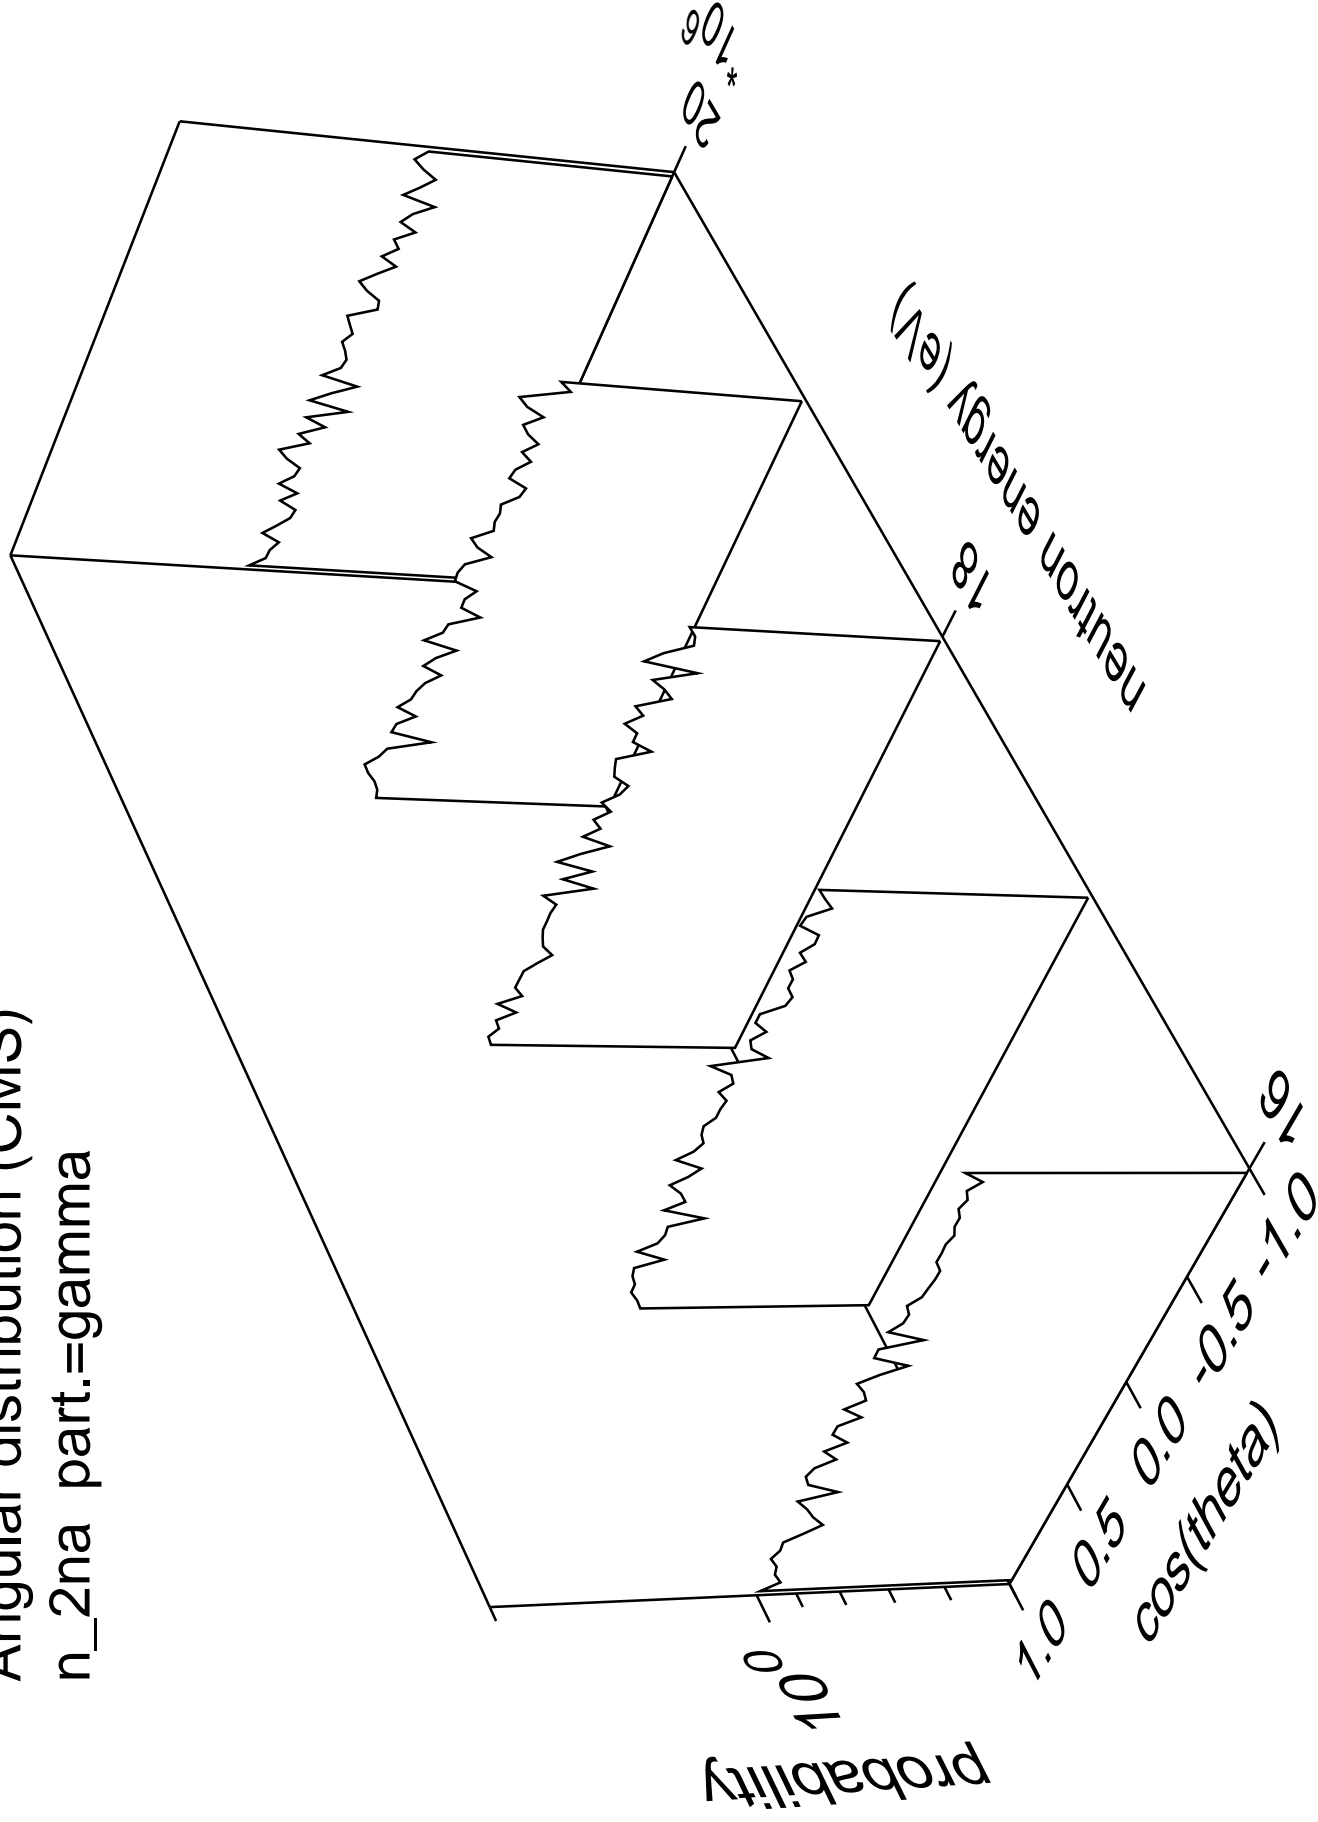 Angular distribution (CMS)
n_2na part.=gamma
probability
10^0
1.0 0.5 0.0 -0.5 -1.0
cos(theta)
16 18 20
*10^6
neutron energy (eV)